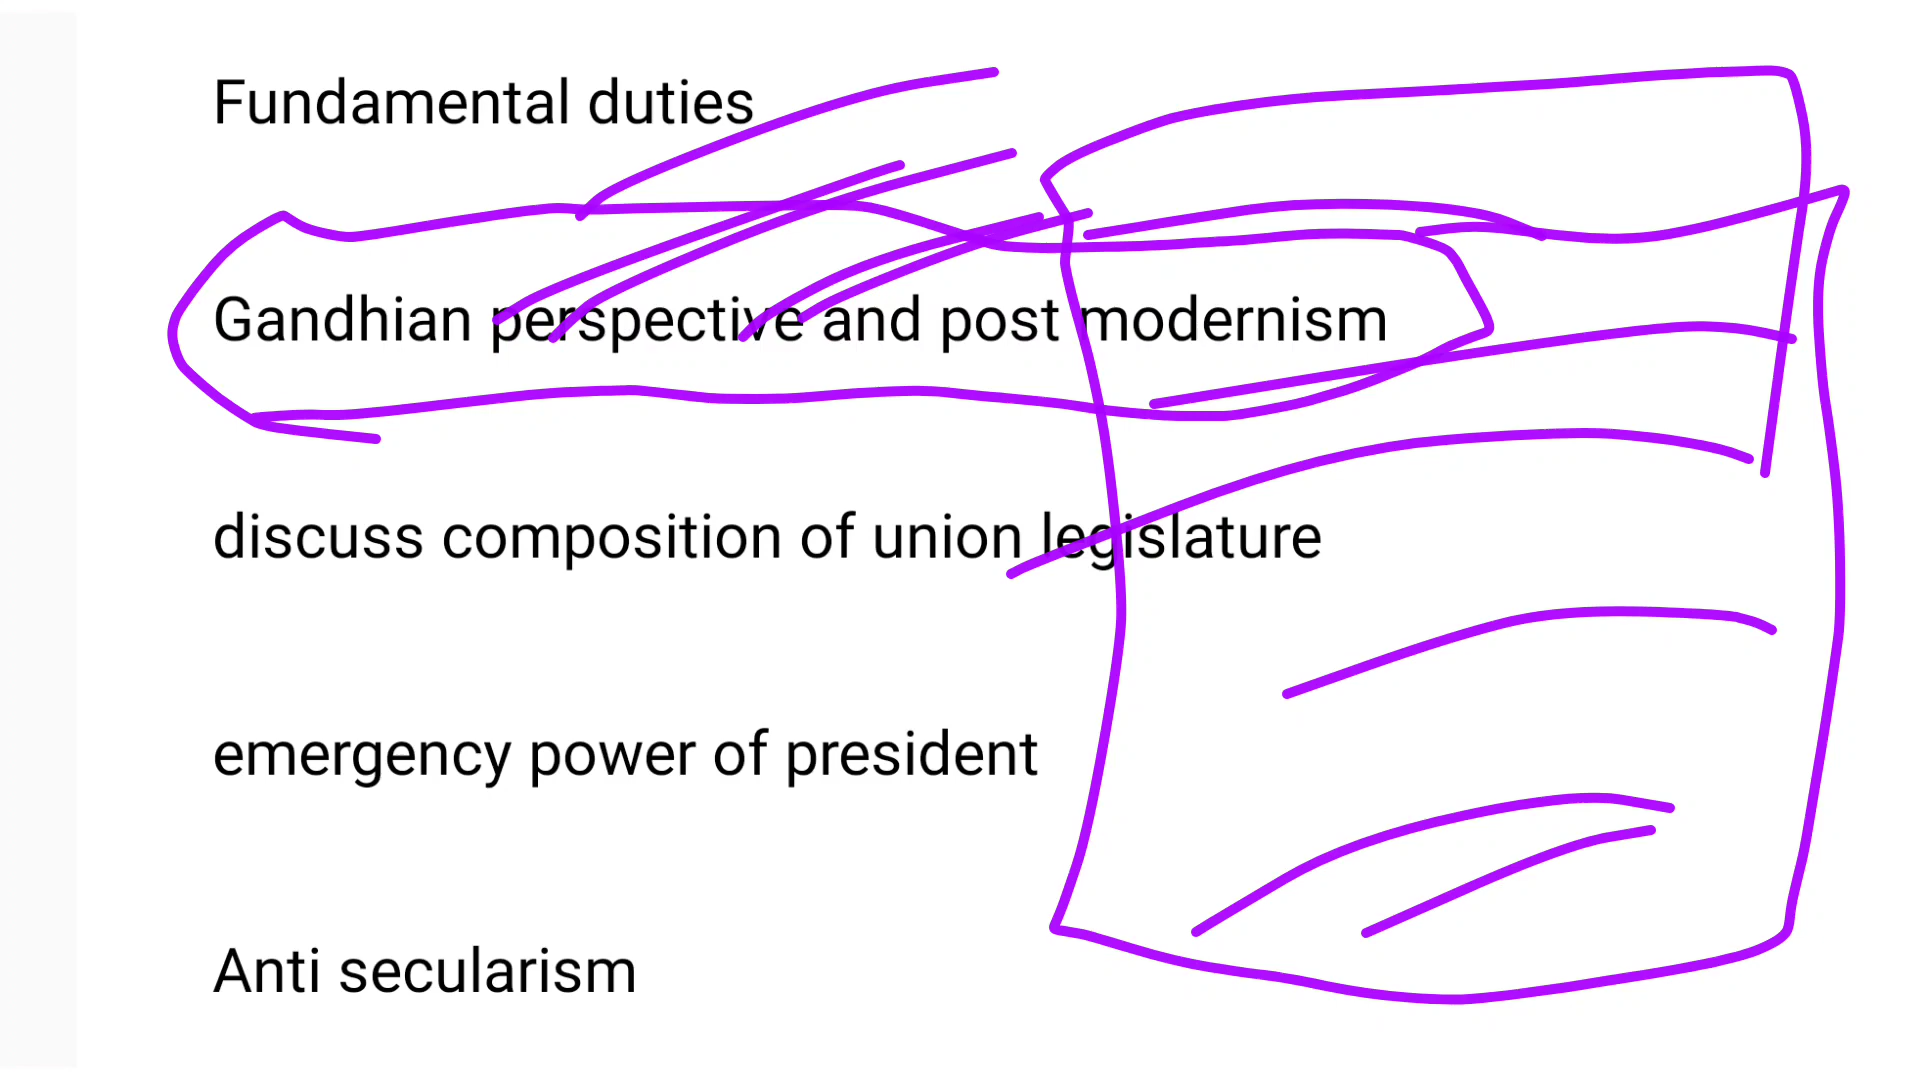 Fundamental duties
Gandhian perspective and post modernism
discuss composition of union legislature
emergency power of president
Anti secularism